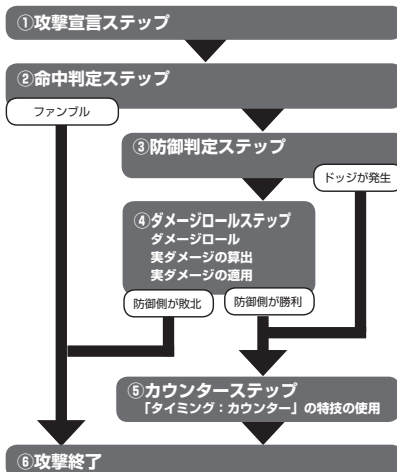 ①攻撃宣言ステップ
②命中判定ステップ
ファンブル
③防御判定ステップ
ドッジが発生
④ダメージロールステップ
ダメージロール
実ダメージの算出
実ダメージの適用
防御側が敗北
防御側が勝利
⑤カウンターステップ
「タイミング：カウンター」の特技の使用
⑥攻撃終了